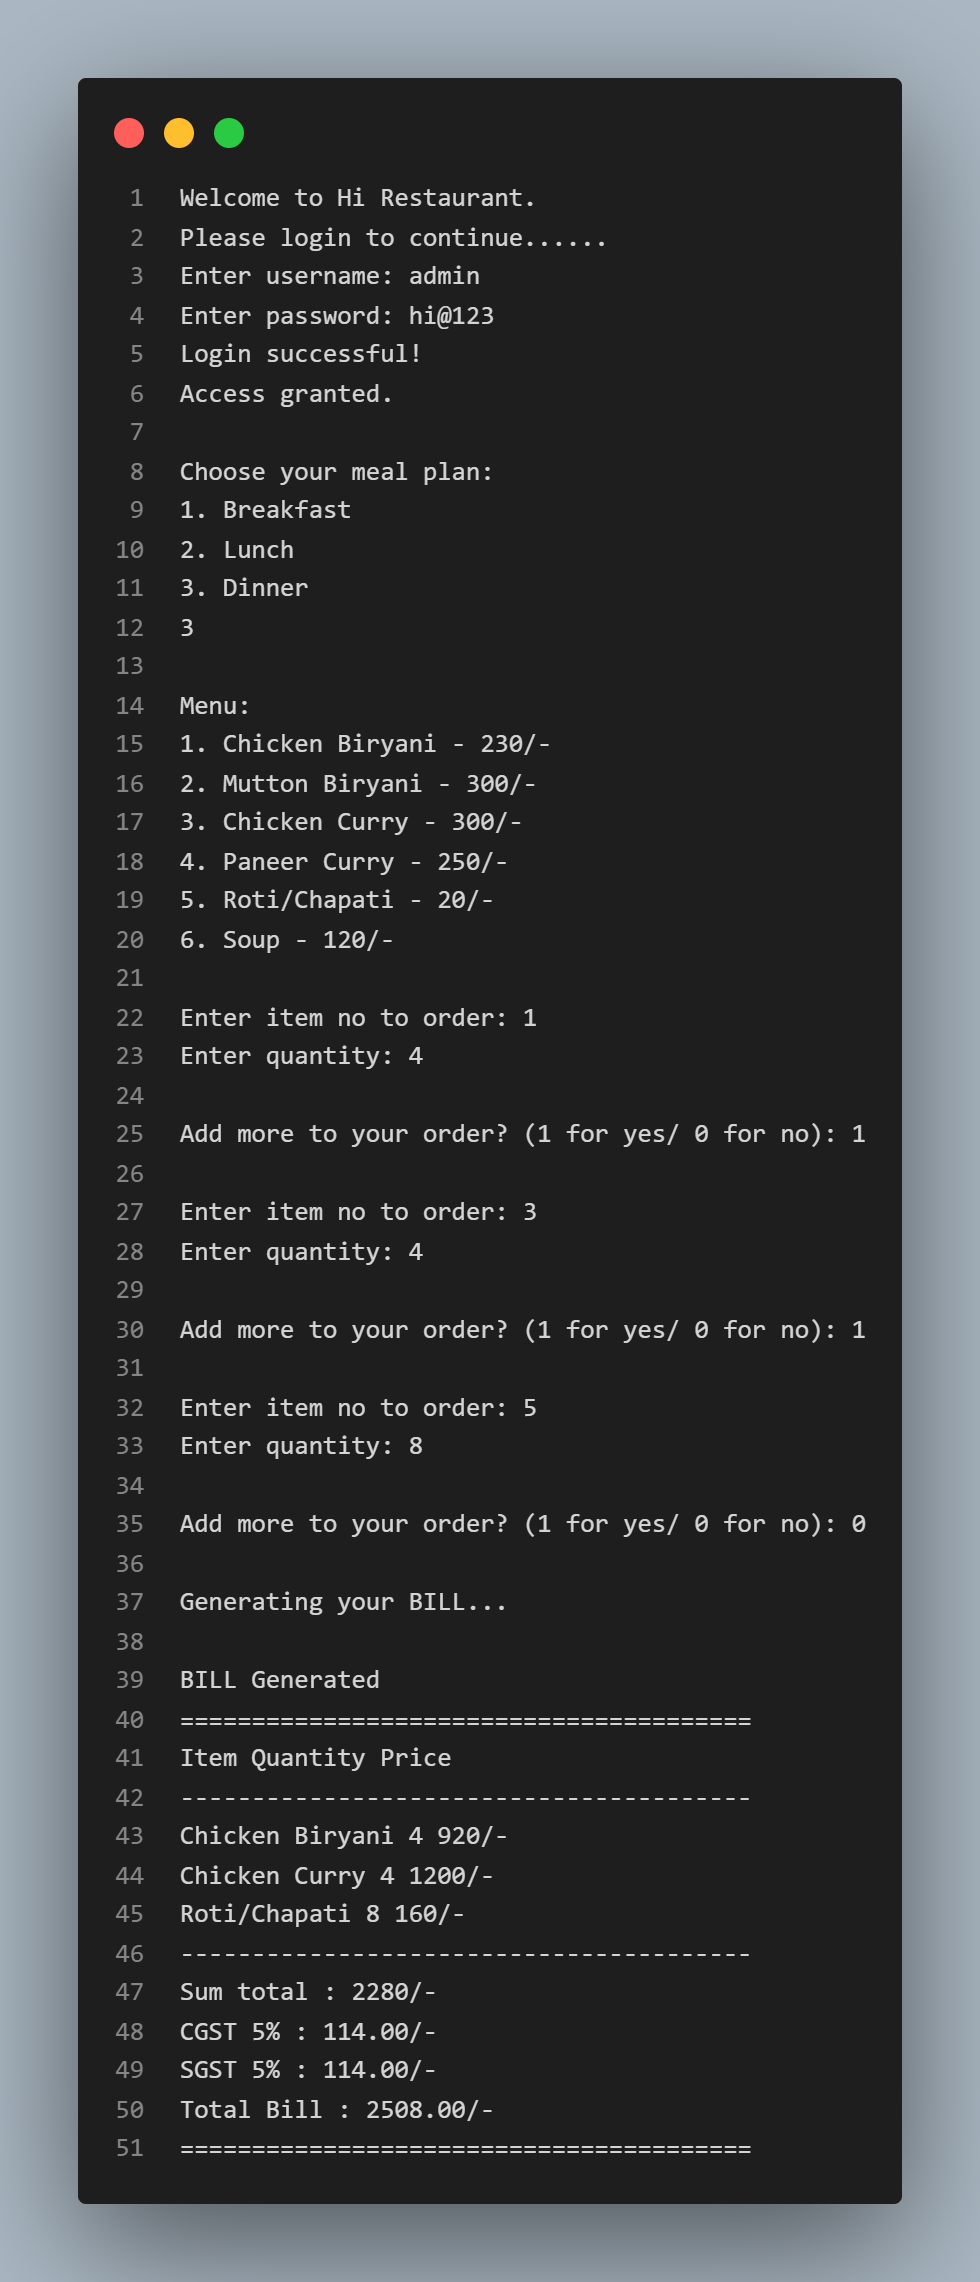 1 Welcome to Hi Restaurant.
2 Please login to continue......
3 Enter username: admin
4 Enter password: hi@123
5 Login successful!
6 Access granted.
7
8 Choose your meal plan:
9 1. Breakfast
10 2. Lunch
11 3. Dinner
12 3
13
14 Menu:
15 1. Chicken Biryani - 230/-
16 2. Mutton Biryani - 300/-
17 3. Chicken Curry - 300/-
18 4. Paneer Curry - 250/-
19 5. Roti/Chapati - 20/-
20 6. Soup - 120/-
21
22 Enter item no to order: 1
23 Enter quantity: 4
24
25 Add more to your order? (1 for yes/ 0 for no): 1
26
27 Enter item no to order: 3
28 Enter quantity: 4
29
30 Add more to your order? (1 for yes/ 0 for no): 1
31
32 Enter item no to order: 5
33 Enter quantity: 8
34
35 Add more to your order? (1 for yes/ 0 for no): 0
36
37 Generating your BILL...
38
39 BILL Generated
40 ========================================
41 Item Quantity Price
42 ----------------------------------------
43 Chicken Biryani 4 920/-
44 Chicken Curry 4 1200/-
45 Roti/Chapati 8 160/-
46 ----------------------------------------
47 Sum total : 2280/-
48 CGST 5% : 114.00/-
49 SGST 5% : 114.00/-
50 Total Bill : 2508.00/-
51 ========================================